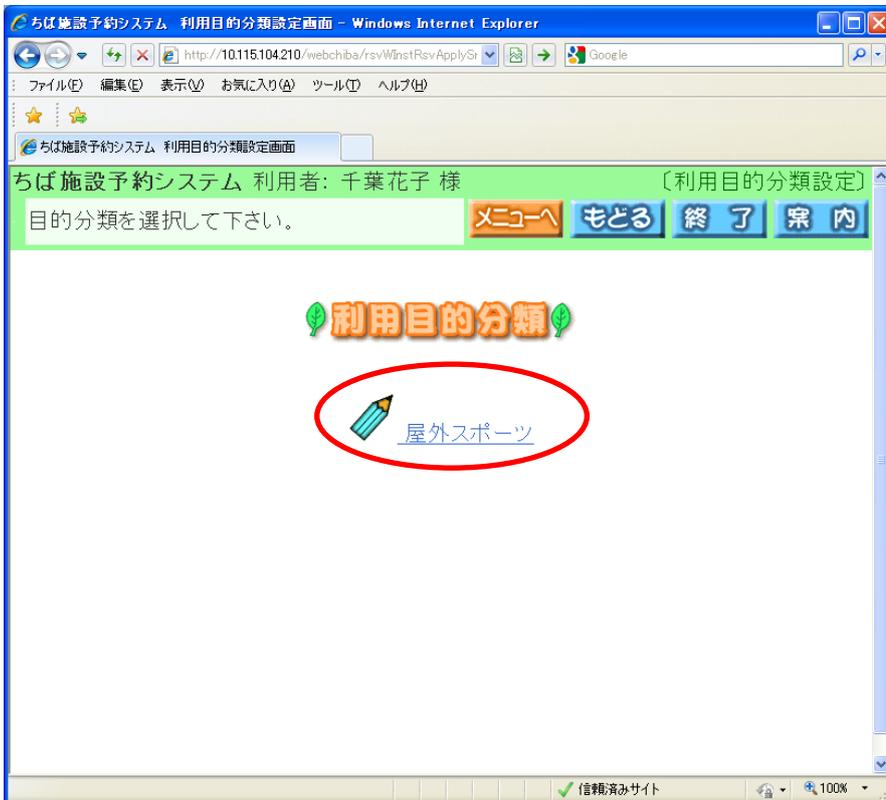 ちば施設予約システム 利用目的分類設定画面 - Windows Internet Explorer
http://10.115.104.210/webchiba/rsvWInstRsvApplySr
Google
ファイル(F) 編集(E) 表示(V) お気に入り(A) ツール(T) ヘルプ(H)
ちば施設予約システム 利用目的分類設定画面
ちば施設予約システム 利用者: 千葉花子 様 〔利用目的分類設定〕
目的分類を選択して下さい。 メニューへ もどる 終了 案内
利用目的分類
屋外スポーツ
信頼済みサイト 100%